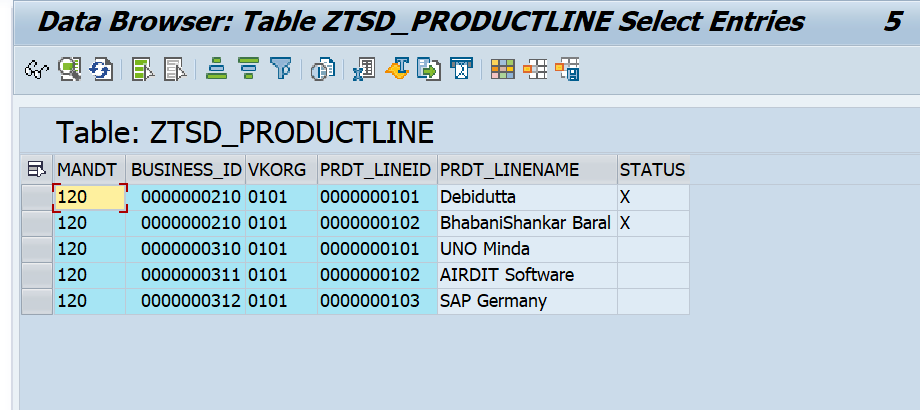 Data Browser: Table ZTSD_PRODUCTLINE Select Entries 5
Table: ZTSD_PRODUCTLINE
MANDT BUSINESS_ID VKORG PRDT_LINEID PRDT_LINENAME STATUS
120 0000000210 0101 0000000101 Debidutta X
120 0000000210 0101 0000000102 BhabaniShankar Baral X
120 0000000310 0101 0000000101 UNO Minda
120 0000000311 0101 0000000102 AIRDIT Software
120 0000000312 0101 0000000103 SAP Germany